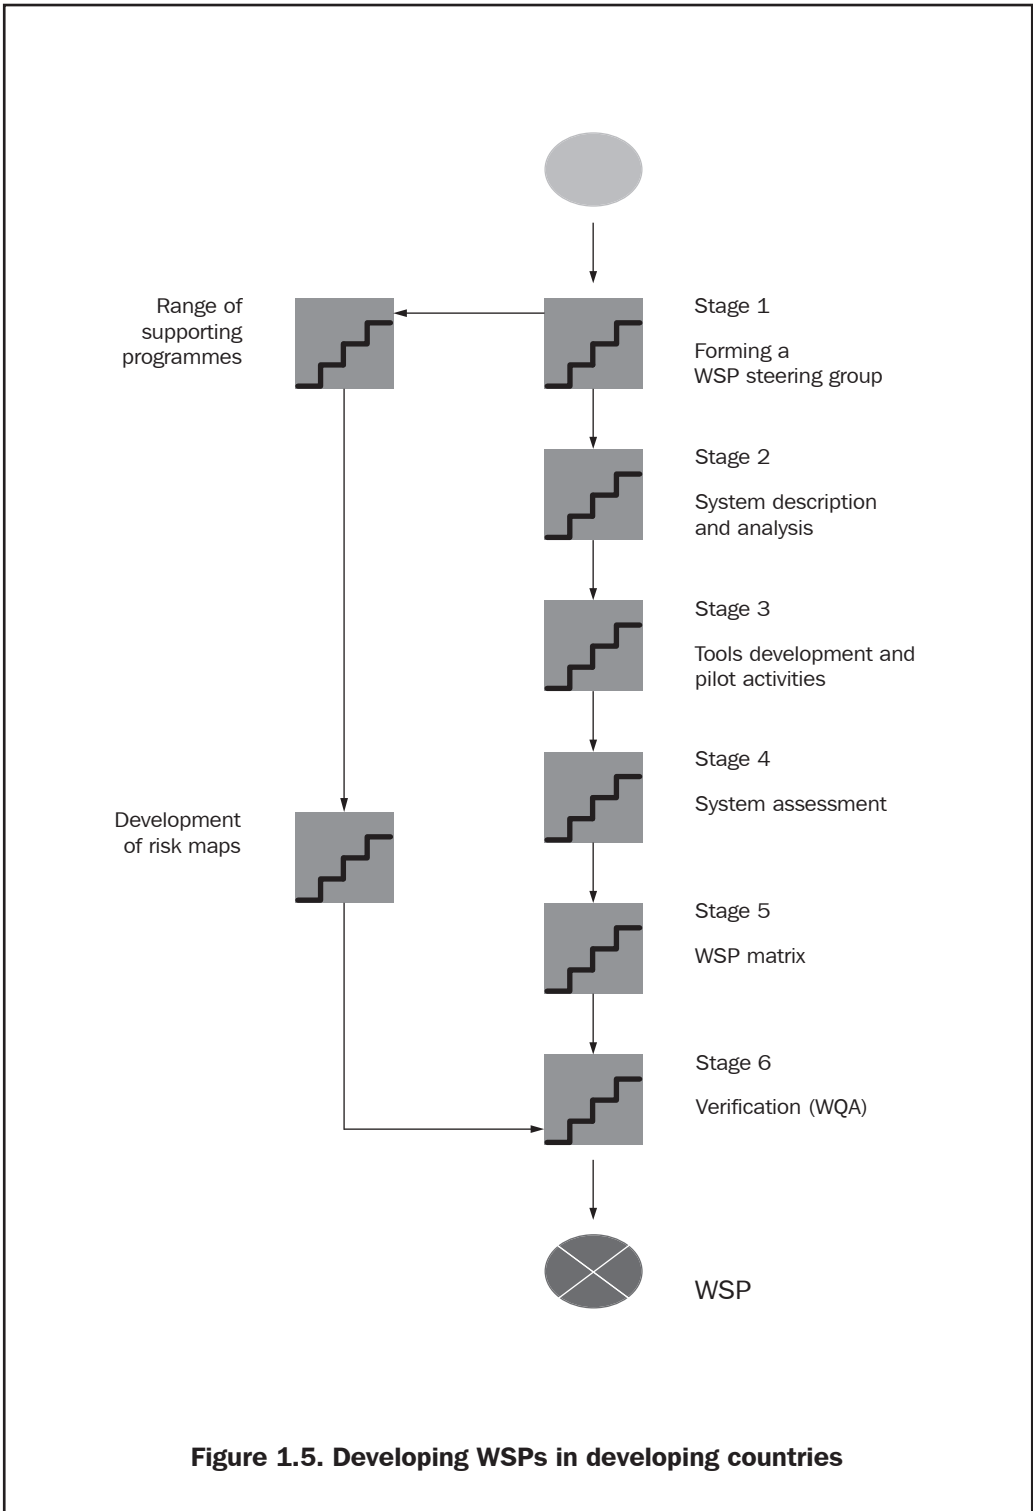 Range of
supporting
programmes
Stage 1
Forming a
WSP steering group
Stage 2
System description
and analysis
Stage 3
Tools development and
pilot activities
Stage 4
System assessment
Development
of risk maps
Stage 5
WSP matrix
Stage 6
Verification (WQA)
WSP
Figure 1.5. Developing WSPs in developing countries